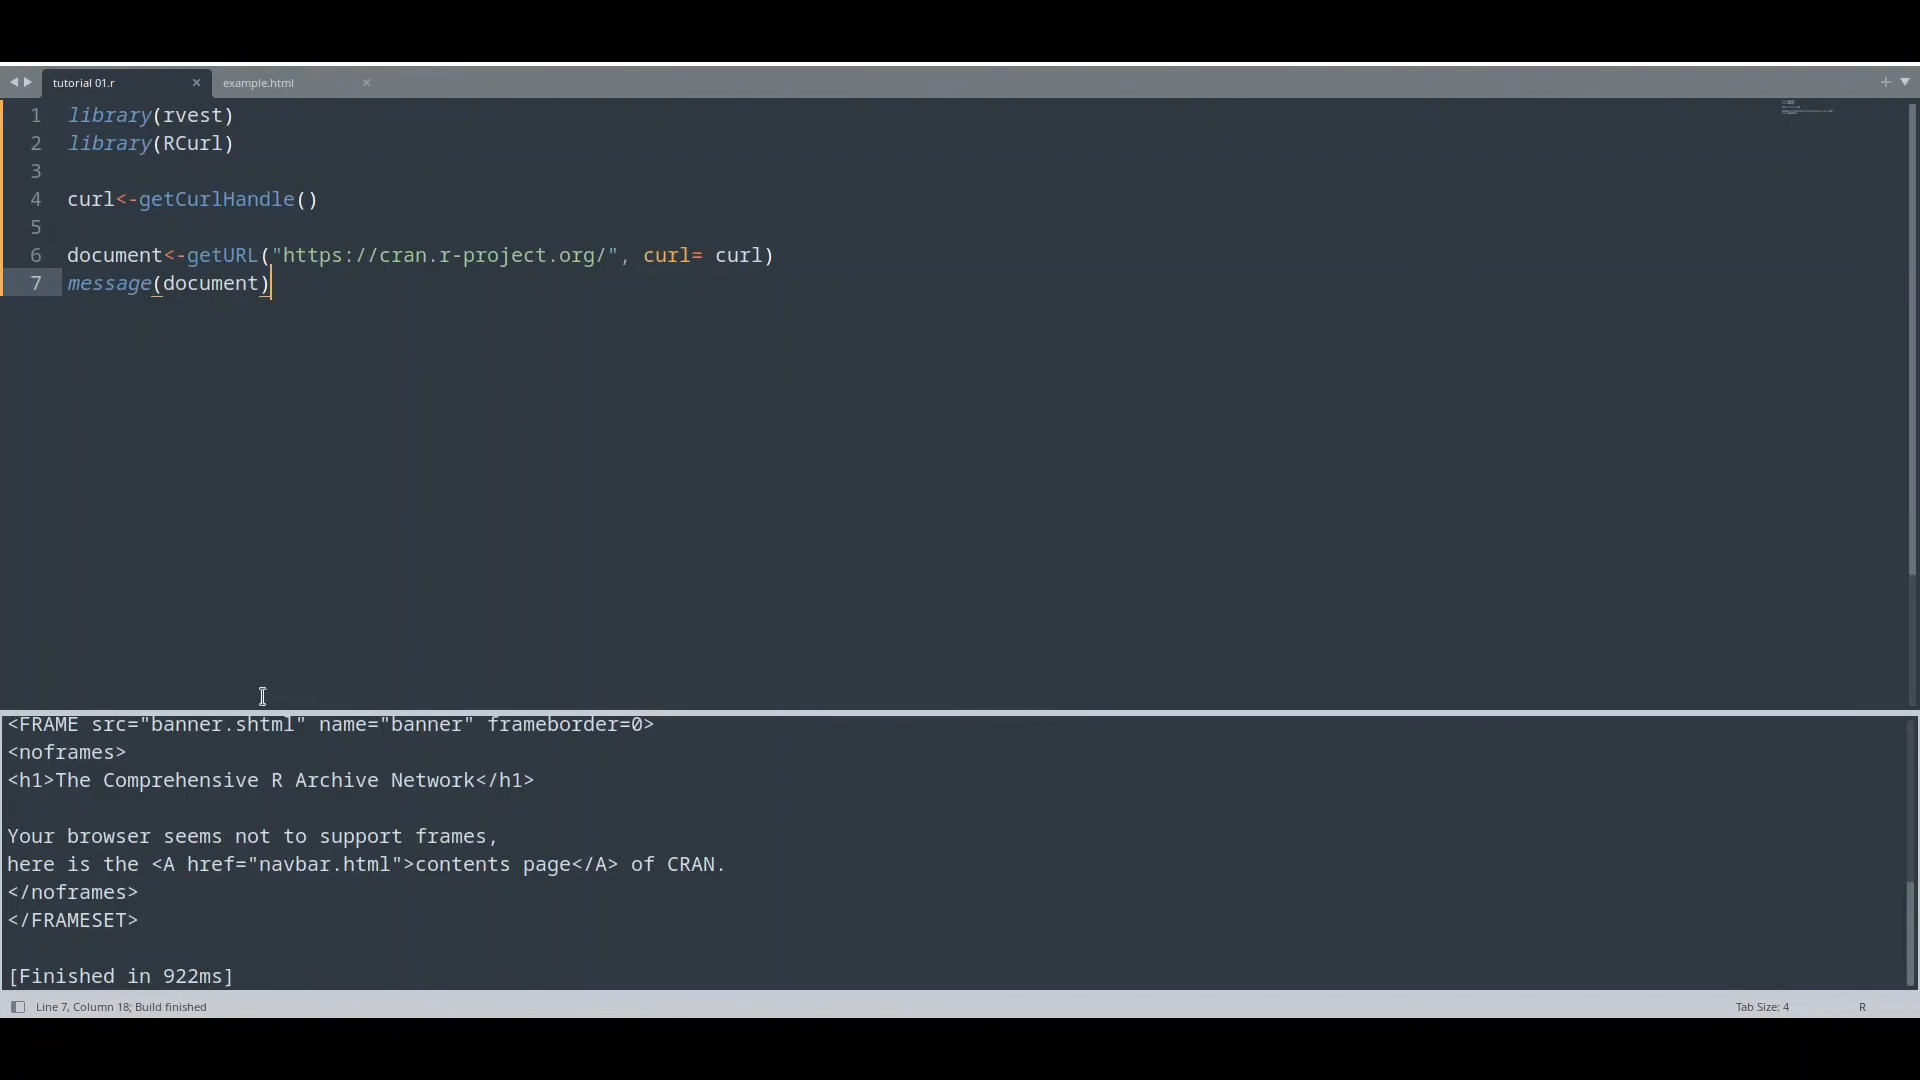 tutorial 01.r
example.html
1 library(rvest)
2 library(RCurl)
3
4 curl<-getCurlHandle()
5
6 document<-getURL("https://cran.r-project.org/", curl= curl)
7 message(document)
<FRAME src="banner.shtml" name="banner" frameborder=0>
<noframes>
<h1>The Comprehensive R Archive Network</h1>
Your browser seems not to support frames,
here is the <A href="navbar.html">contents page</A> of CRAN.
</noframes>
</FRAMESET>
[Finished in 922ms]
Line 7, Column 18; Build finished
Tab Size: 4
R